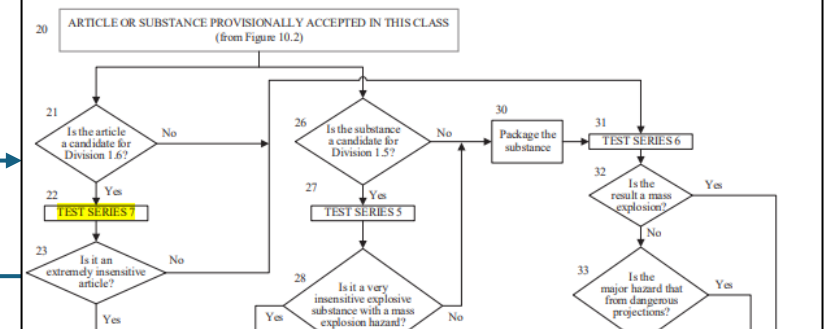 20
ARTICLE OR SUBSTANCE PROVISIONALLY ACCEPTED IN THIS CLASS
(from Figure 10.2)
21
Is the article
a candidate for
Division 1.6?
No
Yes
22
TEST SERIES 7
23
Is it an
extremely insensitive
article?
No
Yes
26
Is the substance
a candidate for
Division 1.5?
No
Yes
27
TEST SERIES 5
28
Is it a very
insensitive explosive
substance with a mass
explosion hazard?
Yes
No
30
Package the
substance
31
TEST SERIES 6
32
Is the
result a mass
explosion?
Yes
No
33
Is the
major hazard that
from dangerous
projections?
Yes